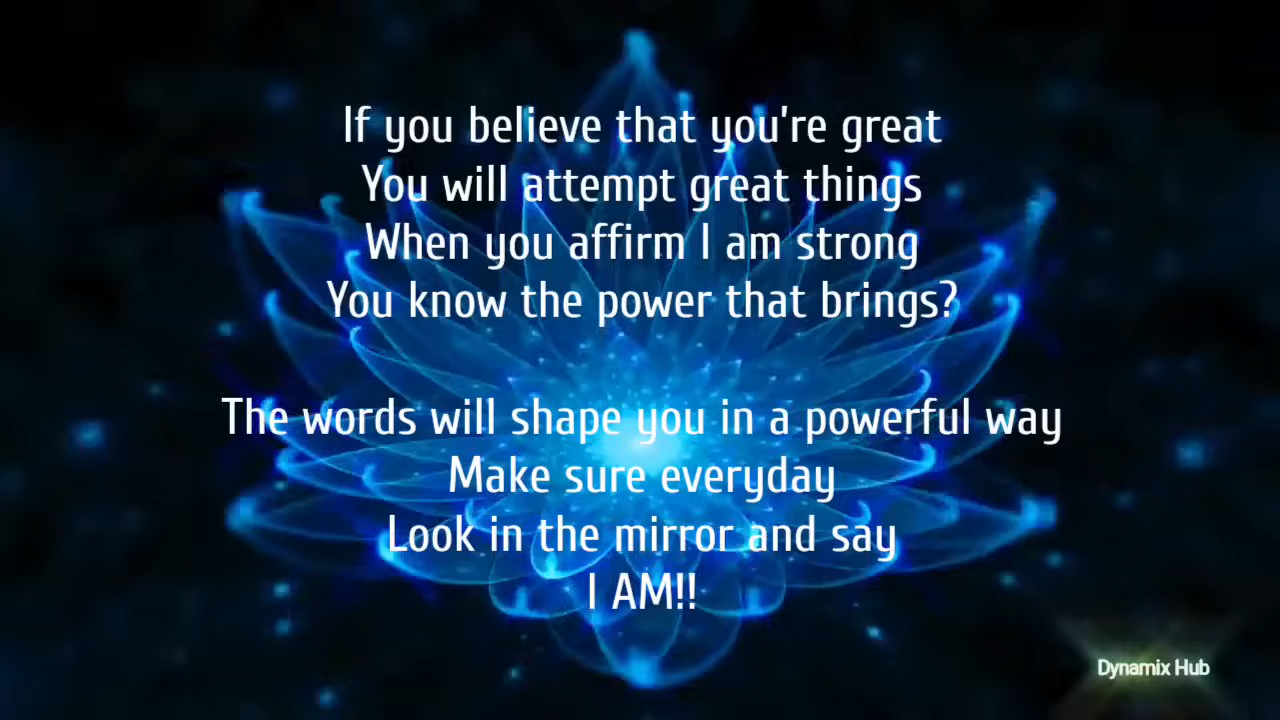 If you believe that you're great
You will attempt great things
When you affirm I am strong
You know the power that brings?
The words will shape you in a powerful way
Make sure everyday
Look in the mirror and say
I AM!!
Dynamix Hub